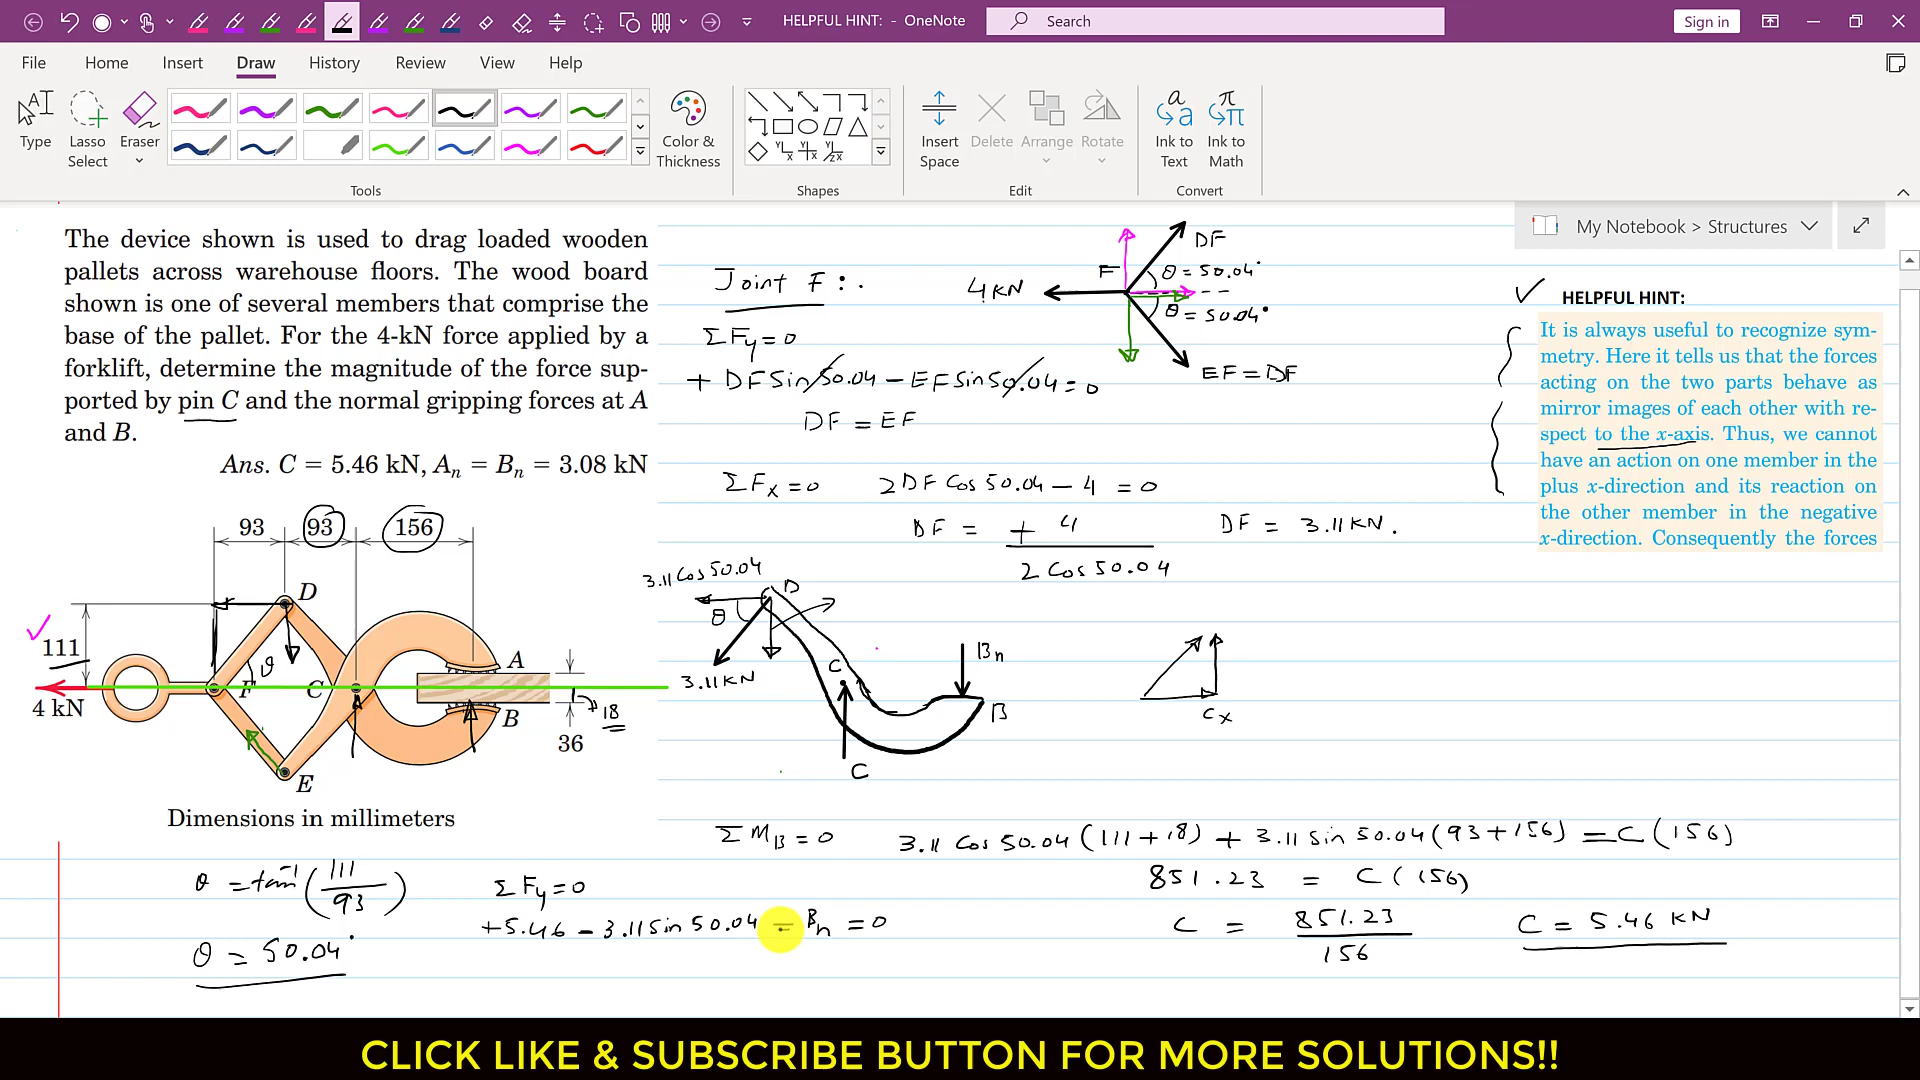 HELPFUL HINT: - OneNote
Search
Sign in
File Home Insert Draw History Review View Help
Type
Lasso Select
Eraser
Color & Thickness
Insert Space
Delete
Arrange
Rotate
Ink to Text
Ink to Math
Tools
Shapes
Edit
Convert
My Notebook > Structures
The device shown is used to drag loaded wooden
pallets across warehouse floors. The wood board
shown is one of several members that comprise the
base of the pallet. For the 4-kN force applied by a
forklift, determine the magnitude of the force sup-
ported by pin C and the normal gripping forces at A
and B.
Ans. C = 5.46 kN, An = Bn = 3.08 kN
93 93 156
D
111
A
F C
θ
4 kN
B
18
36
E
Dimensions in millimeters
θ = tan⁻¹(111/93)
θ = 50.04°
Joint F :.
4KN
F
DF
θ = 50.04°
θ = 50.04°
EF = DF
ΣFy = 0
+ DF Sin 50.04 - EF Sin 50.04 = 0
DF = EF
ΣFx = 0 2DF Cos 50.04 - 4 = 0
DF = + 4 / 2 Cos 50.04
DF = 3.11 KN.
3.11 Cos 50.04
D
θ
3.11 KN
C
Bn
B
C
Cx
ΣMB = 0 3.11 Cos 50.04 (111 + 18) + 3.11 sin 50.04 (93 + 156) = C (156)
851.23 = C (156)
C = 851.23 / 156
C = 5.46 KN
ΣFy = 0
+5.46 - 3.11 Sin 50.04 - Bn = 0
HELPFUL HINT:
It is always useful to recognize sym-
metry. Here it tells us that the forces
acting on the two parts behave as
mirror images of each other with re-
spect to the x-axis. Thus, we cannot
have an action on one member in the
plus x-direction and its reaction on
the other member in the negative
x-direction. Consequently the forces
CLICK LIKE & SUBSCRIBE BUTTON FOR MORE SOLUTIONS!!